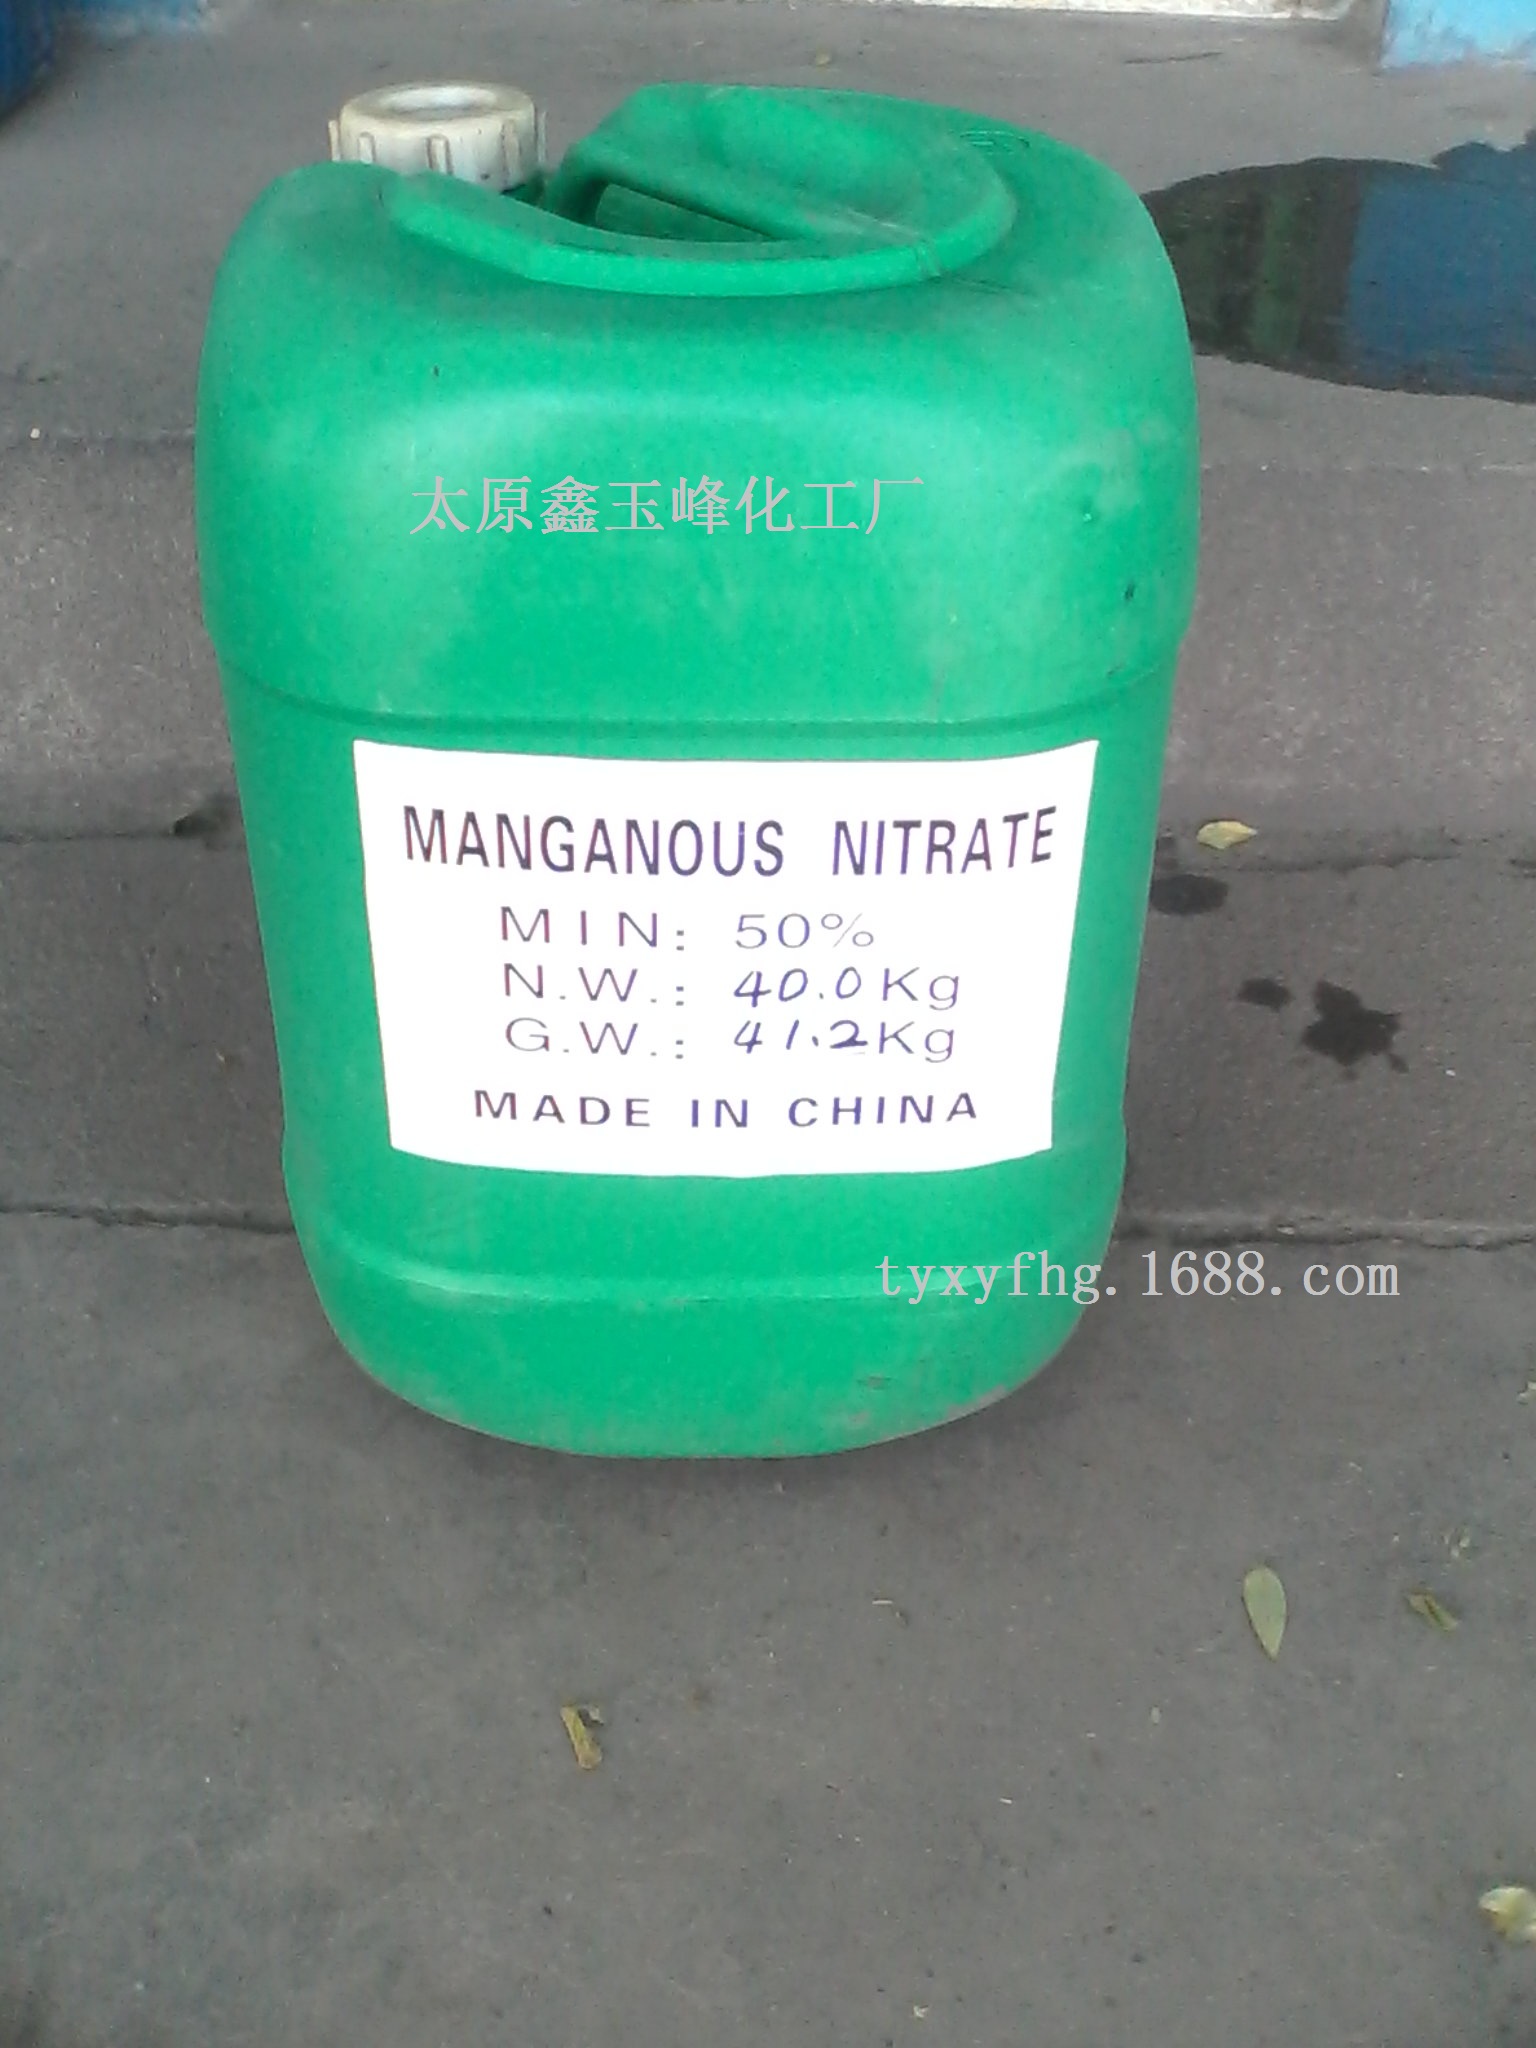 太原鑫玉峰化工厂
MANGANOUS NITRATE
MIN: 50%
N.W.: 40.0Kg
G.W.: 41.2Kg
MADE IN CHINA
tyxyfhg.1688.com